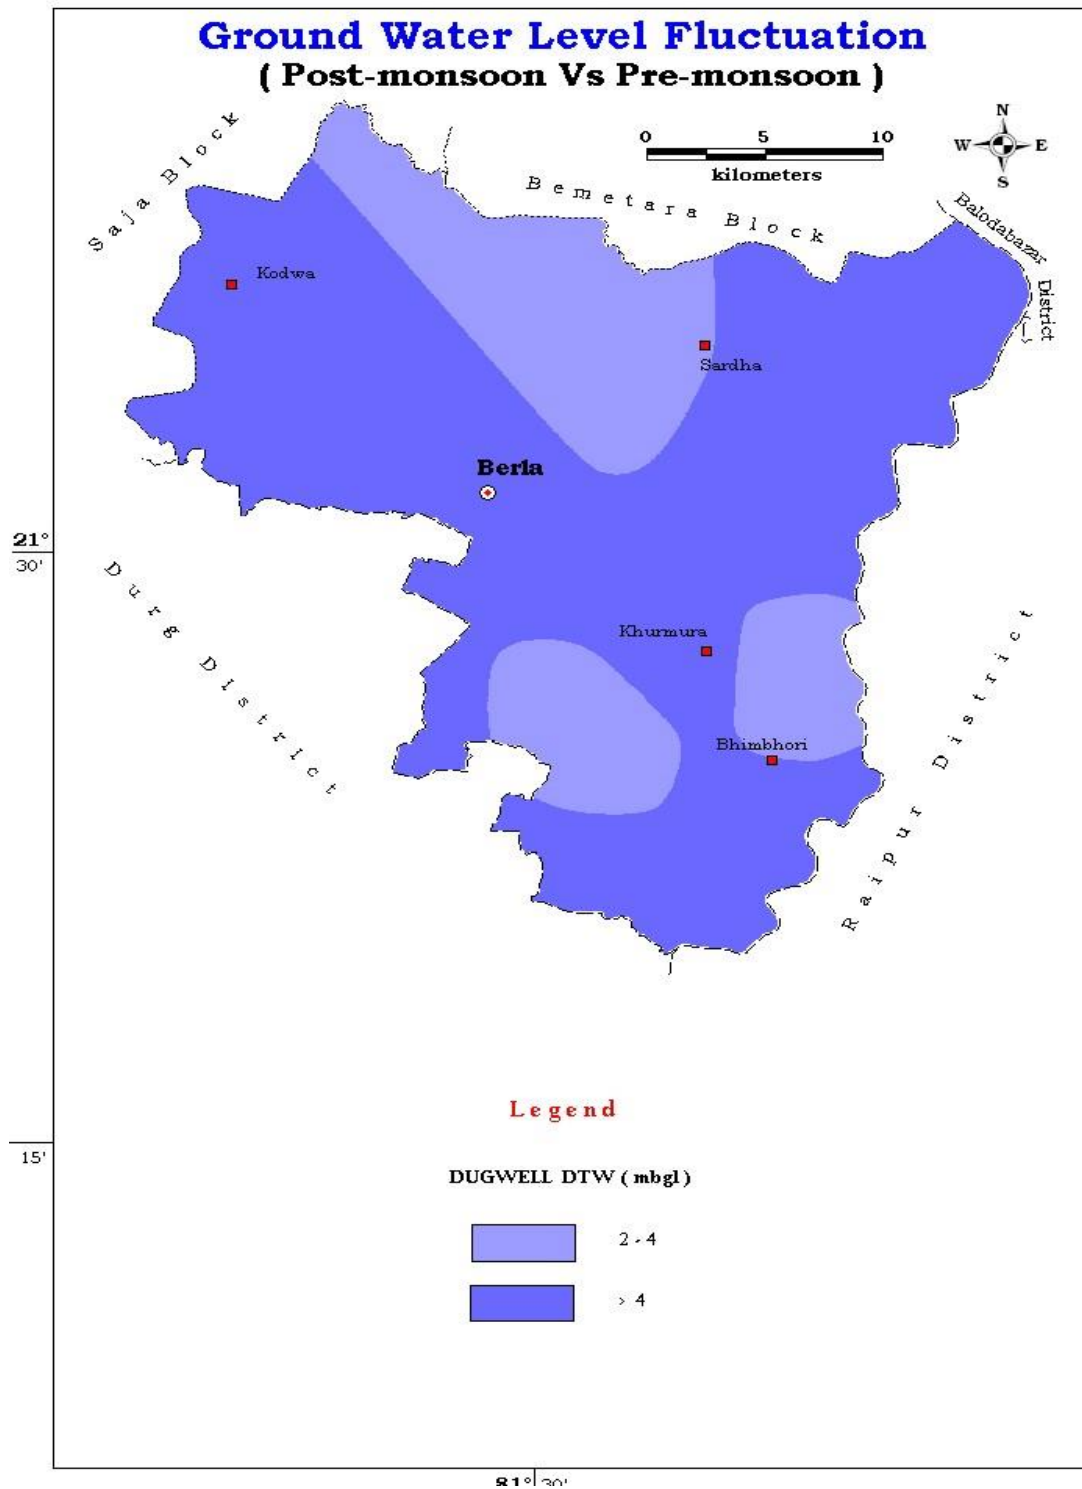 Ground Water Level Fluctuation
( Post-monsoon Vs Pre-monsoon )
N
W E
S
0 5 10
kilometers
Saja Block
Bemetara Block
Balodabazar District
Kodwa
Sardha
Berla
21°
30'
Durg District
Khurmura
Bhimbhori
Raipur District
Legend
15'
DUGWELL DTW ( mbgl )
2 - 4
> 4
81° 30'